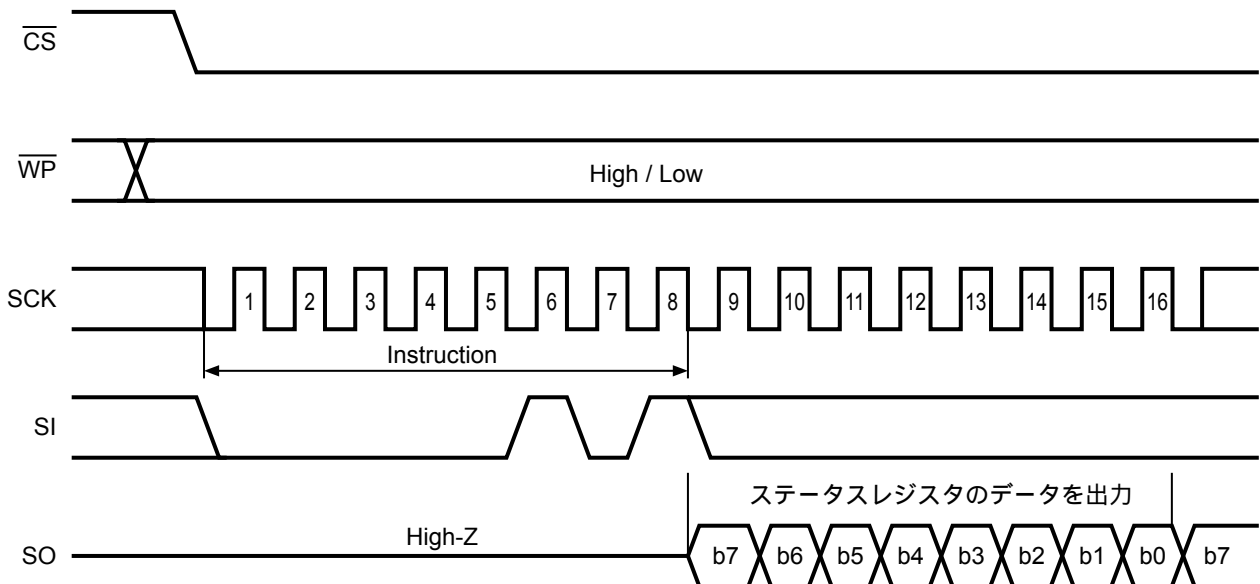 CS
WP
High / Low
SCK
1 2 3 4 5 6 7 8 9 10 11 12 13 14 15 16
Instruction
SI
ステータスレジスタのデータを出力
SO
High-Z
b7 b6 b5 b4 b3 b2 b1 b0 b7